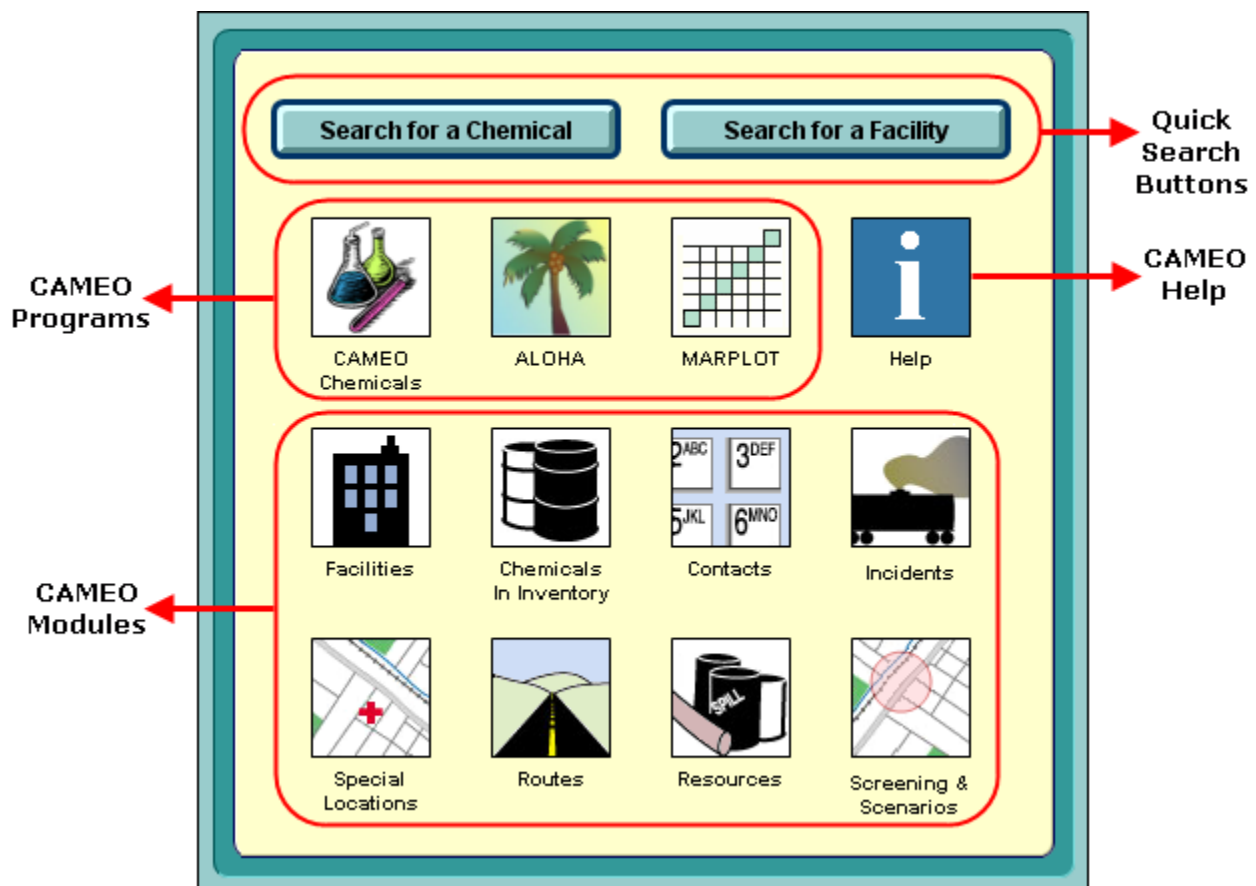 Search for a Chemical
Search for a Facility
Quick
Search
Buttons
CAMEO
Programs
CAMEO
Chemicals
ALOHA
MARPLOT
i
Help
CAMEO
Help
CAMEO
Modules
2ABC
3DEF
5JKL
6MNO
Facilities
Chemicals
In Inventory
Contacts
Incidents
SPILL
Special
Locations
Routes
Resources
Screening &
Scenarios